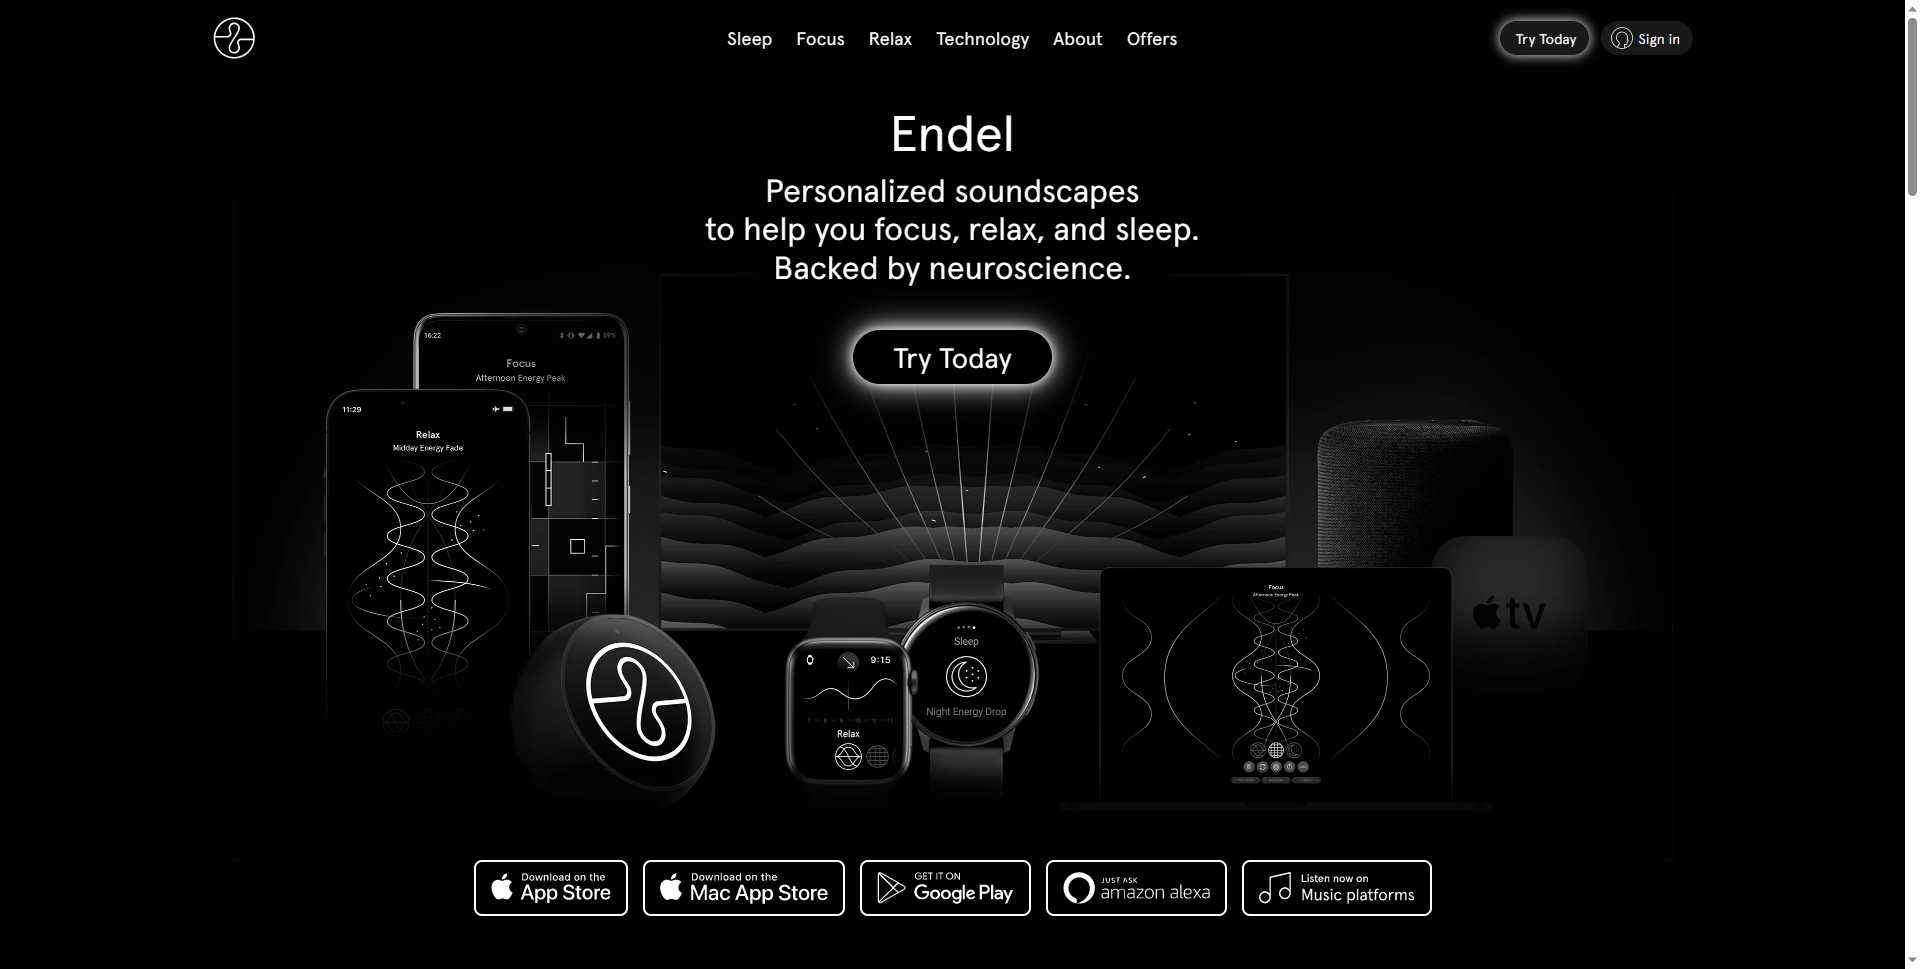 Sleep Focus Relax Technology About Offers
Try Today
Sign in
Endel
Personalized soundscapes
to help you focus, relax, and sleep.
Backed by neuroscience.
Try Today
16:22
39%
Focus
Afternoon Energy Peak
11:29
Relax
Midday Energy Fade
9:15
Relax
Sleep
Night Energy Drop
Focus
Afternoon Energy Peak
tv
Download on the
App Store
Download on the
Mac App Store
GET IT ON
Google Play
JUST ASK
amazon alexa
Listen now on
Music platforms